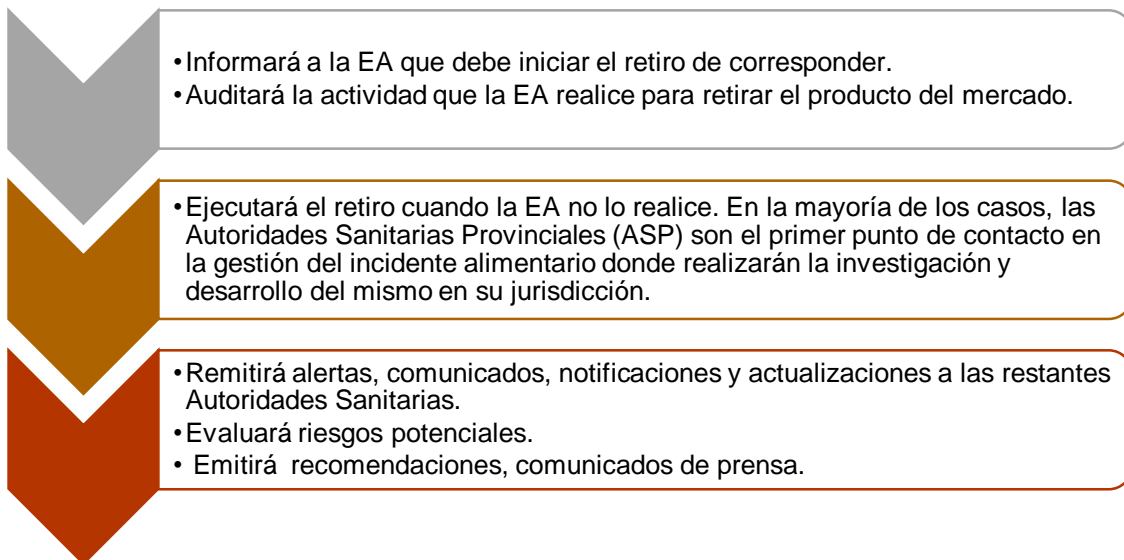 •Informará a la EA que debe iniciar el retiro de corresponder.
•Auditará la actividad que la EA realice para retirar el producto del mercado.
•Ejecutará el retiro cuando la EA no lo realice. En la mayoría de los casos, las
Autoridades Sanitarias Provinciales (ASP) son el primer punto de contacto en
la gestión del incidente alimentario donde realizarán la investigación y
desarrollo del mismo en su jurisdicción.
•Remitirá alertas, comunicados, notificaciones y actualizaciones a las restantes
Autoridades Sanitarias.
•Evaluará riesgos potenciales.
• Emitirá recomendaciones, comunicados de prensa.